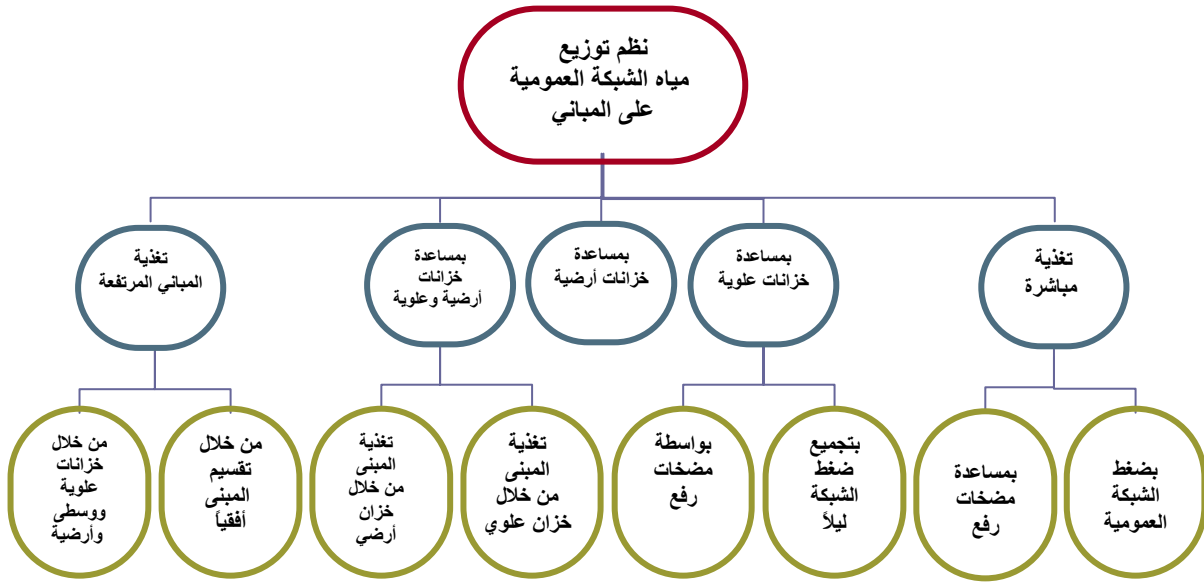 نظم توزيع
مياه الشبكة العمومية
على المباني
تغذية
مباشرة
بمساعدة
خزانات علوية
بمساعدة
خزانات أرضية
بمساعدة
خزانات
أرضية وعلوية
تغذية
المباني المرتفعة
بضغط
الشبكة
العمومية
بمساعدة
مضخات
رفع
بتجميع
ضغط
الشبكة
ليلاً
بواسطة
مضخات
رفع
تغذية
المبنى
من خلال
خزان علوي
تغذية
المبنى
من خلال
خزان
أرضي
من خلال
تقسيم
المبنى
أفقياً
من خلال
خزانات
علوية
ووسطى
وأرضية